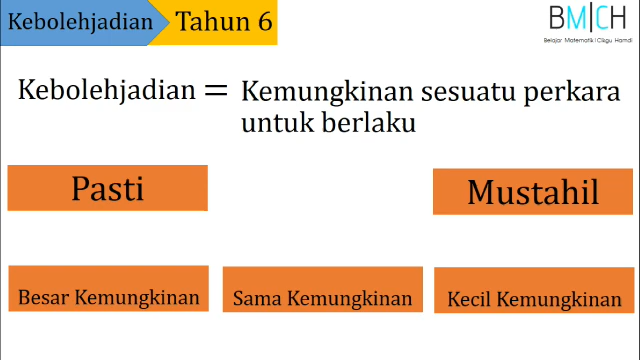 Kebolehjadian Tahun 6
BM|CH
Belajar Matematik | Cikgu Hamdi
Kebolehjadian = Kemungkinan sesuatu perkara
untuk berlaku
Pasti
Mustahil
Besar Kemungkinan
Sama Kemungkinan
Kecil Kemungkinan